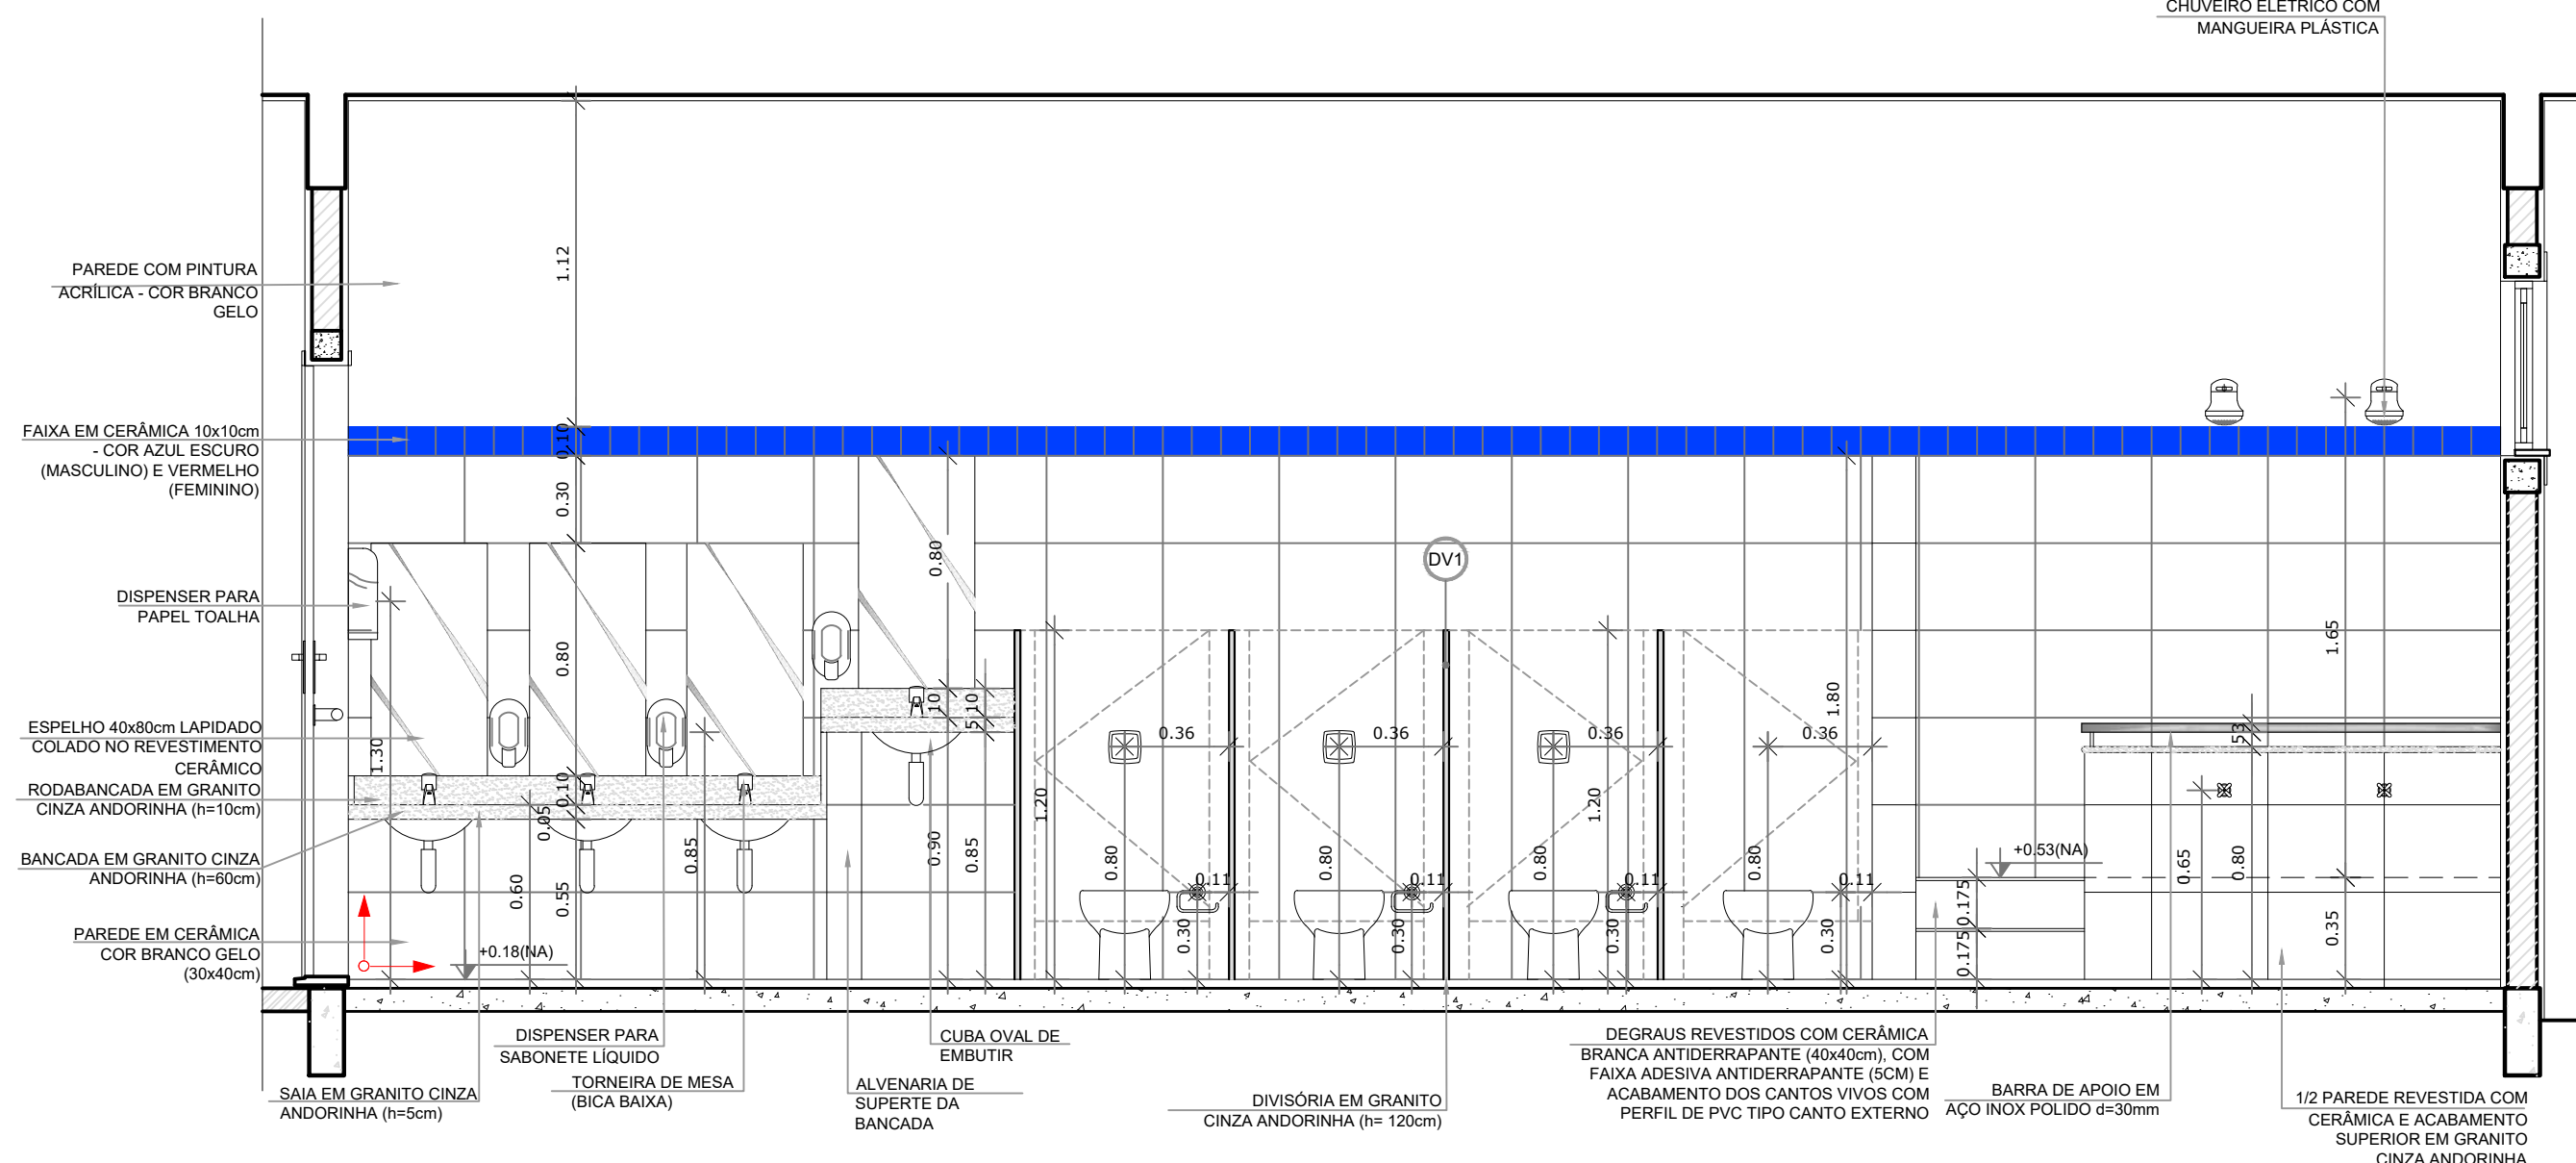 CHUVEIRO ELÉTRICO COM
MANGUEIRA PLÁSTICA
PAREDE COM PINTURA
ACRÍLICA - COR BRANCO
GELO
FAIXA EM CERÂMICA 10x10cm
- COR AZUL ESCURO
(MASCULINO) E VERMELHO
(FEMININO)
DISPENSER PARA
PAPEL TOALHA
ESPELHO 40x80cm LAPIDADO
COLADO NO REVESTIMENTO
CERÂMICO
RODABANCADA EM GRANITO
CINZA ANDORINHA (h=10cm)
BANCADA EM GRANITO CINZA
ANDORINHA (h=60cm)
PAREDE EM CERÂMICA
COR BRANCO GELO
(30x40cm)
1.12
0.10
0.30
0.80
0.10
0.05
0.55
0.60
1.30
0.85
+0.18(NA)
0.80
10
10
5
0.90
0.85
DV1
1.20
0.36
0.80
0.11
0.30
0.36
0.80
0.11
0.30
0.36
1.20
0.80
0.11
0.30
1.80
0.36
0.80
0.11
0.30
+0.53(NA)
0.175
0.175
1.65
53
0.65
0.80
0.35
SAIA EM GRANITO CINZA
ANDORINHA (h=5cm)
DISPENSER PARA
SABONETE LÍQUIDO
TORNEIRA DE MESA
(BICA BAIXA)
ALVENARIA DE
SUPERTE DA
BANCADA
CUBA OVAL DE
EMBUTIR
DIVISÓRIA EM GRANITO
CINZA ANDORINHA (h= 120cm)
DEGRAUS REVESTIDOS COM CERÂMICA
BRANCA ANTIDERRAPANTE (40x40cm), COM
FAIXA ADESIVA ANTIDERRAPANTE (5CM) E
ACABAMENTO DOS CANTOS VIVOS COM
PERFIL DE PVC TIPO CANTO EXTERNO
BARRA DE APOIO EM
AÇO INOX POLIDO d=30mm
1/2 PAREDE REVESTIDA COM
CERÂMICA E ACABAMENTO
SUPERIOR EM GRANITO
CINZA ANDORINHA